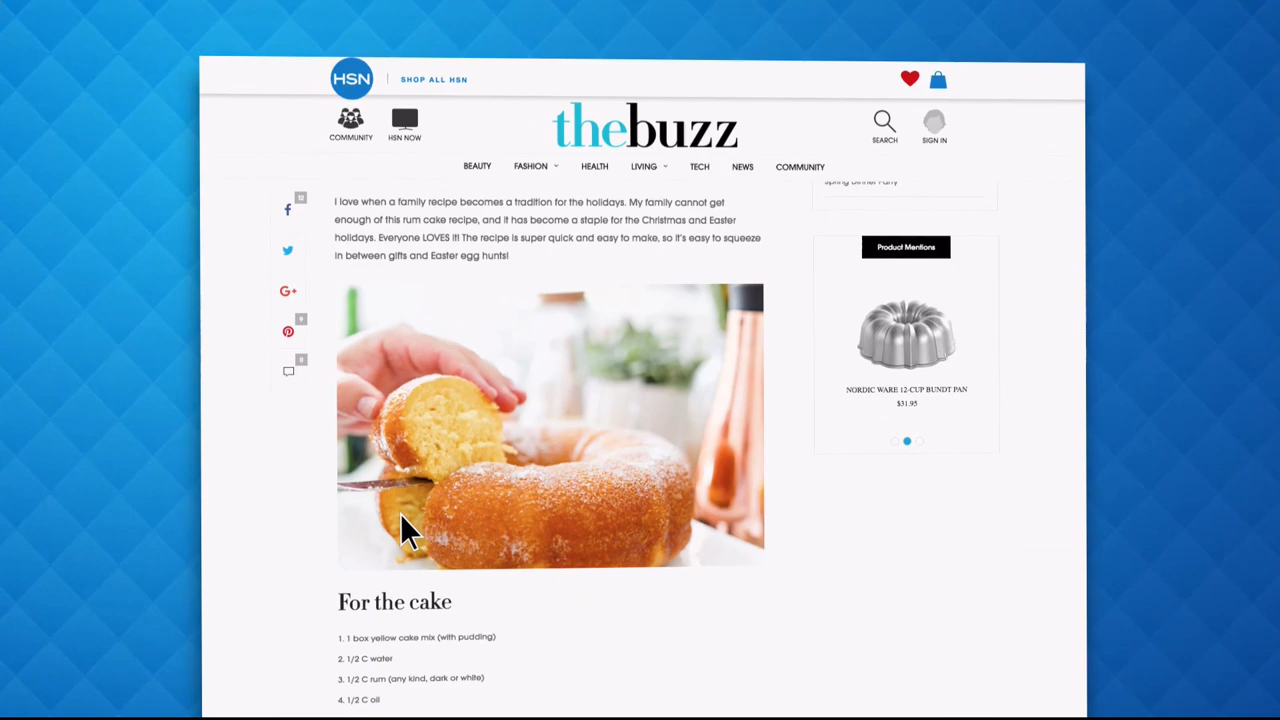 HSN
SHOP ALL HSN
COMMUNITY
HSN NOW
thebuzz
SEARCH
SIGN IN
BEAUTY
FASHION
HEALTH
LIVING
TECH
NEWS
COMMUNITY
12
G+
9
I love when a family recipe becomes a tradition for the holidays. My family cannot get
enough of this rum cake recipe, and it has become a staple for the Christmas and Easter
holidays. Everyone LOVES it! The recipe is super quick and easy to make, so it's easy to squeeze
in between gifts and Easter egg hunts!
Spring Dinner Party
Product Mentions
NORDIC WARE 12-CUP BUNDT PAN
$31.95
For the cake
1. 1 box yellow cake mix (with pudding)
2. 1/2 C water
3. 1/2 C rum (any kind, dark or white)
4. 1/2 C oil